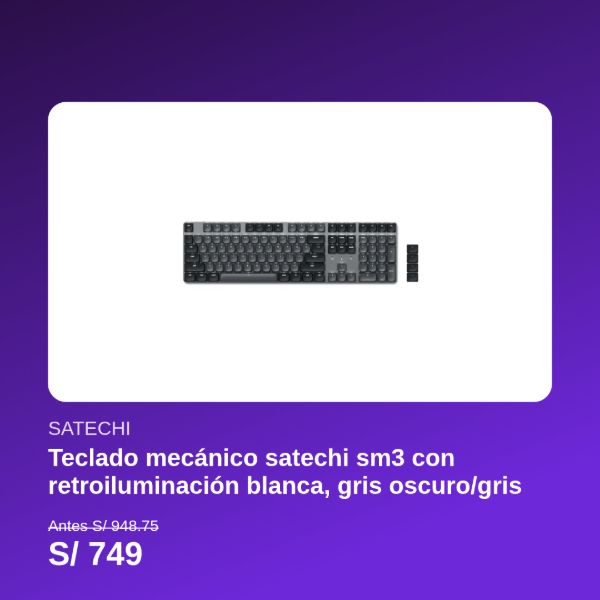 SATECHI
Teclado mecánico satechi sm3 con
retroiluminación blanca, gris oscuro/gris
Antes S/ 948.75
S/ 749